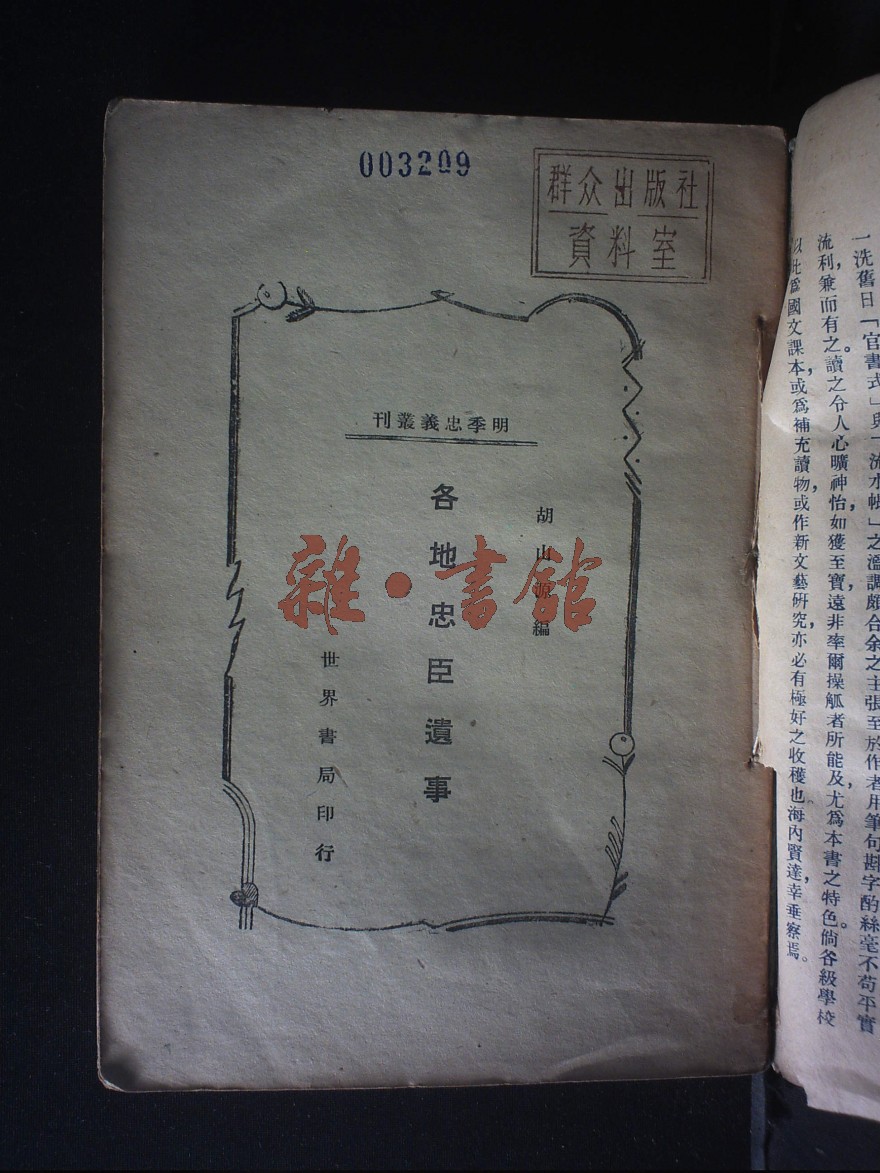 003209
群众出版社
資料室
明季忠義叢刊
胡山源編
各地忠臣遺事
世界書局印行
雜·書館
一洗舊日「官書式」與「流水帳」之濫調頗合余之主張至於作者用筆句斟字酌絲毫不苟平實
流利,兼而有之。讀之令人心曠神怡,如獲至寶,遠非率爾操觚者所能及,尤為本書之特色。倘各級學校
以此爲國文課本,或爲補充讀物,或作新文藝研究,亦必有極好之收穫也,海內賢達幸垂察焉。